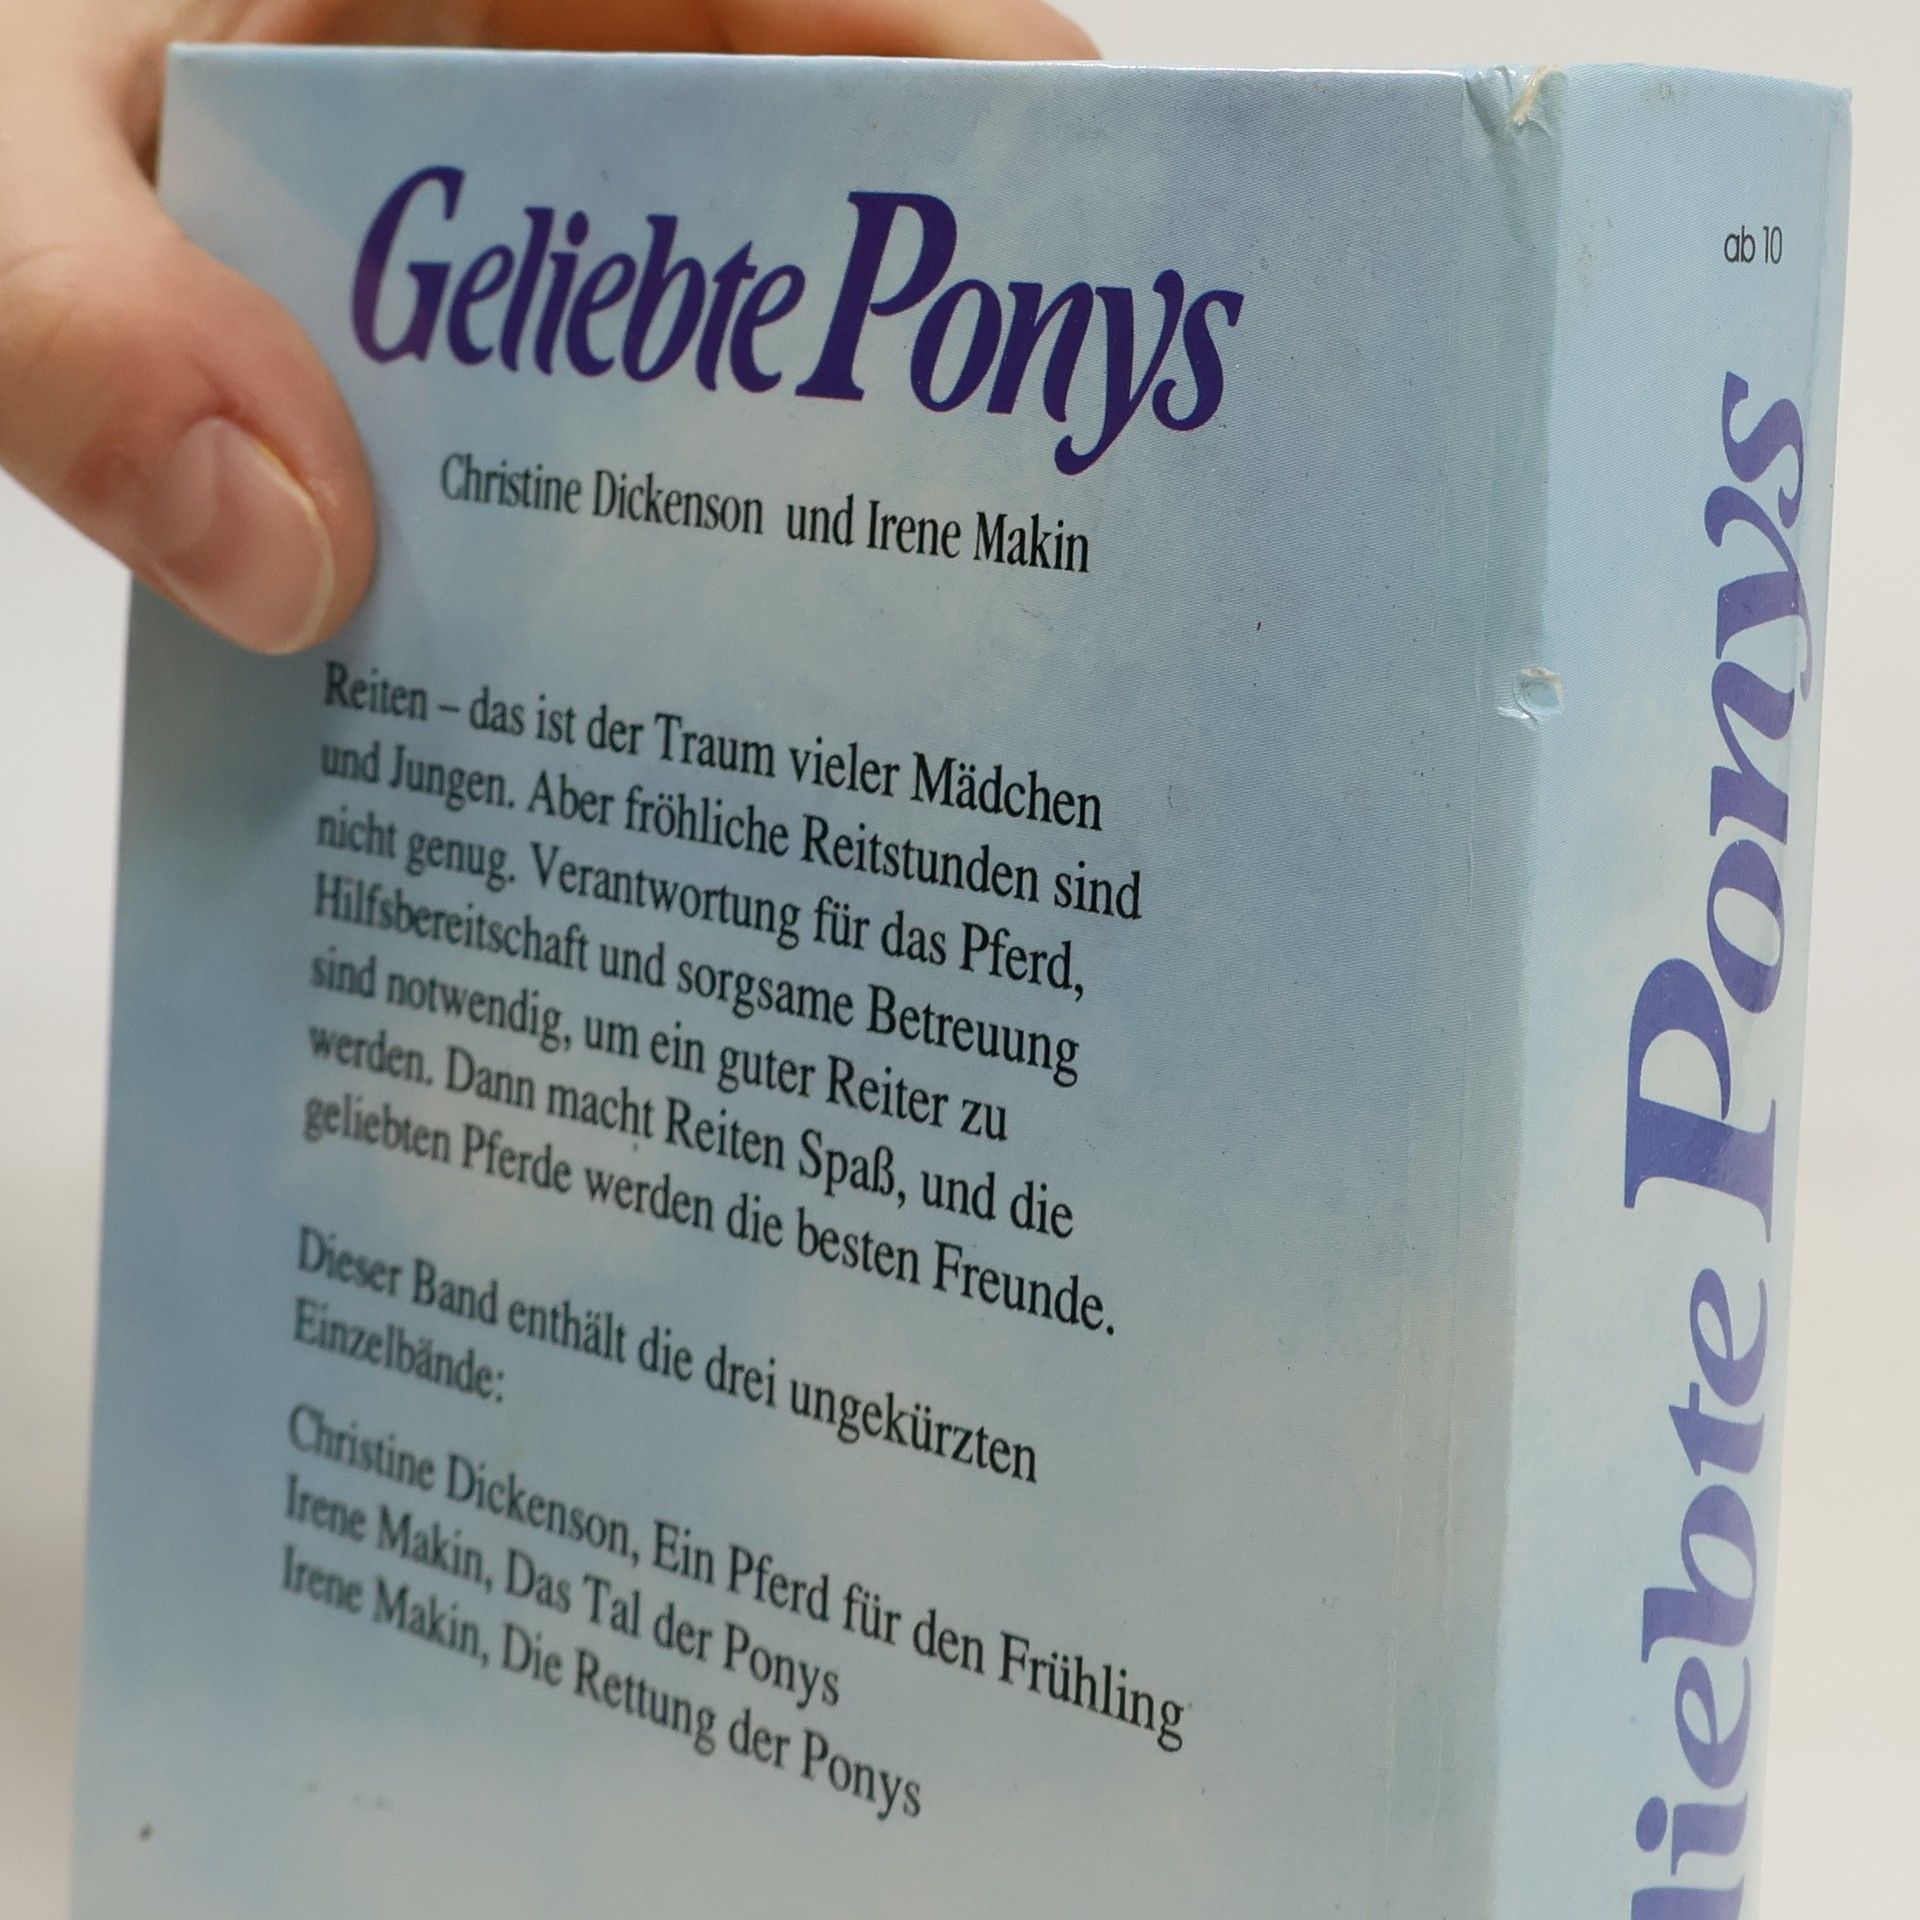 Geliebte Ponys
Christine Dickenson und Irene Makin
Reiten – das ist der Traum vieler Mädchen
und Jungen. Aber fröhliche Reitstunden sind
nicht genug. Verantwortung für das Pferd,
Hilfsbereitschaft und sorgsame Betreuung
sind notwendig, um ein guter Reiter zu
werden. Dann macht Reiten Spaß, und die
geliebten Pferde werden die besten Freunde.
Dieser Band enthält die drei ungekürzten
Einzelbände:
Christine Dickenson, Ein Pferd für den Frühling
Irene Makin, Das Tal der Ponys
Irene Makin, Die Rettung der Ponys
ab 10
liebte Ponys